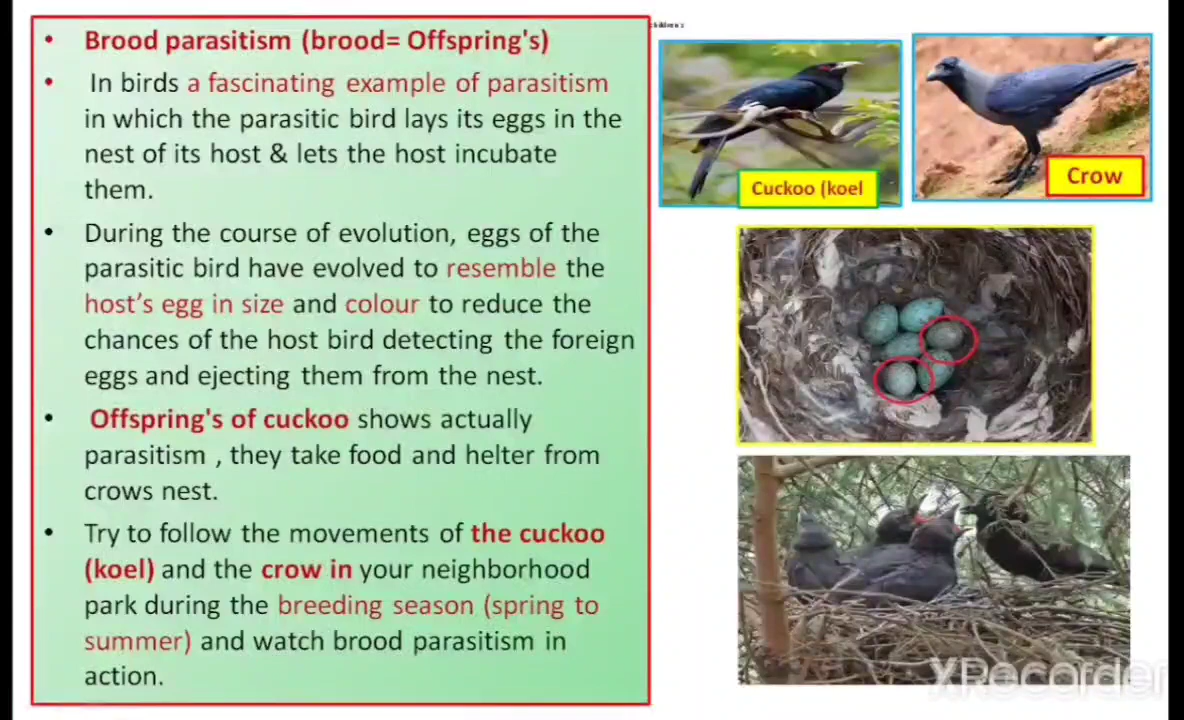 • Brood parasitism (brood= Offspring's)
• In birds a fascinating example of parasitism
in which the parasitic bird lays its eggs in the
nest of its host & lets the host incubate
them.
• During the course of evolution, eggs of the
parasitic bird have evolved to resemble the
host's egg in size and colour to reduce the
chances of the host bird detecting the foreign
eggs and ejecting them from the nest.
• Offspring's of cuckoo shows actually
parasitism , they take food and helter from
crows nest.
• Try to follow the movements of the cuckoo
(koel) and the crow in your neighborhood
park during the breeding season (spring to
summer) and watch brood parasitism in
action.
Cuckoo (koel
Crow
XRecorder